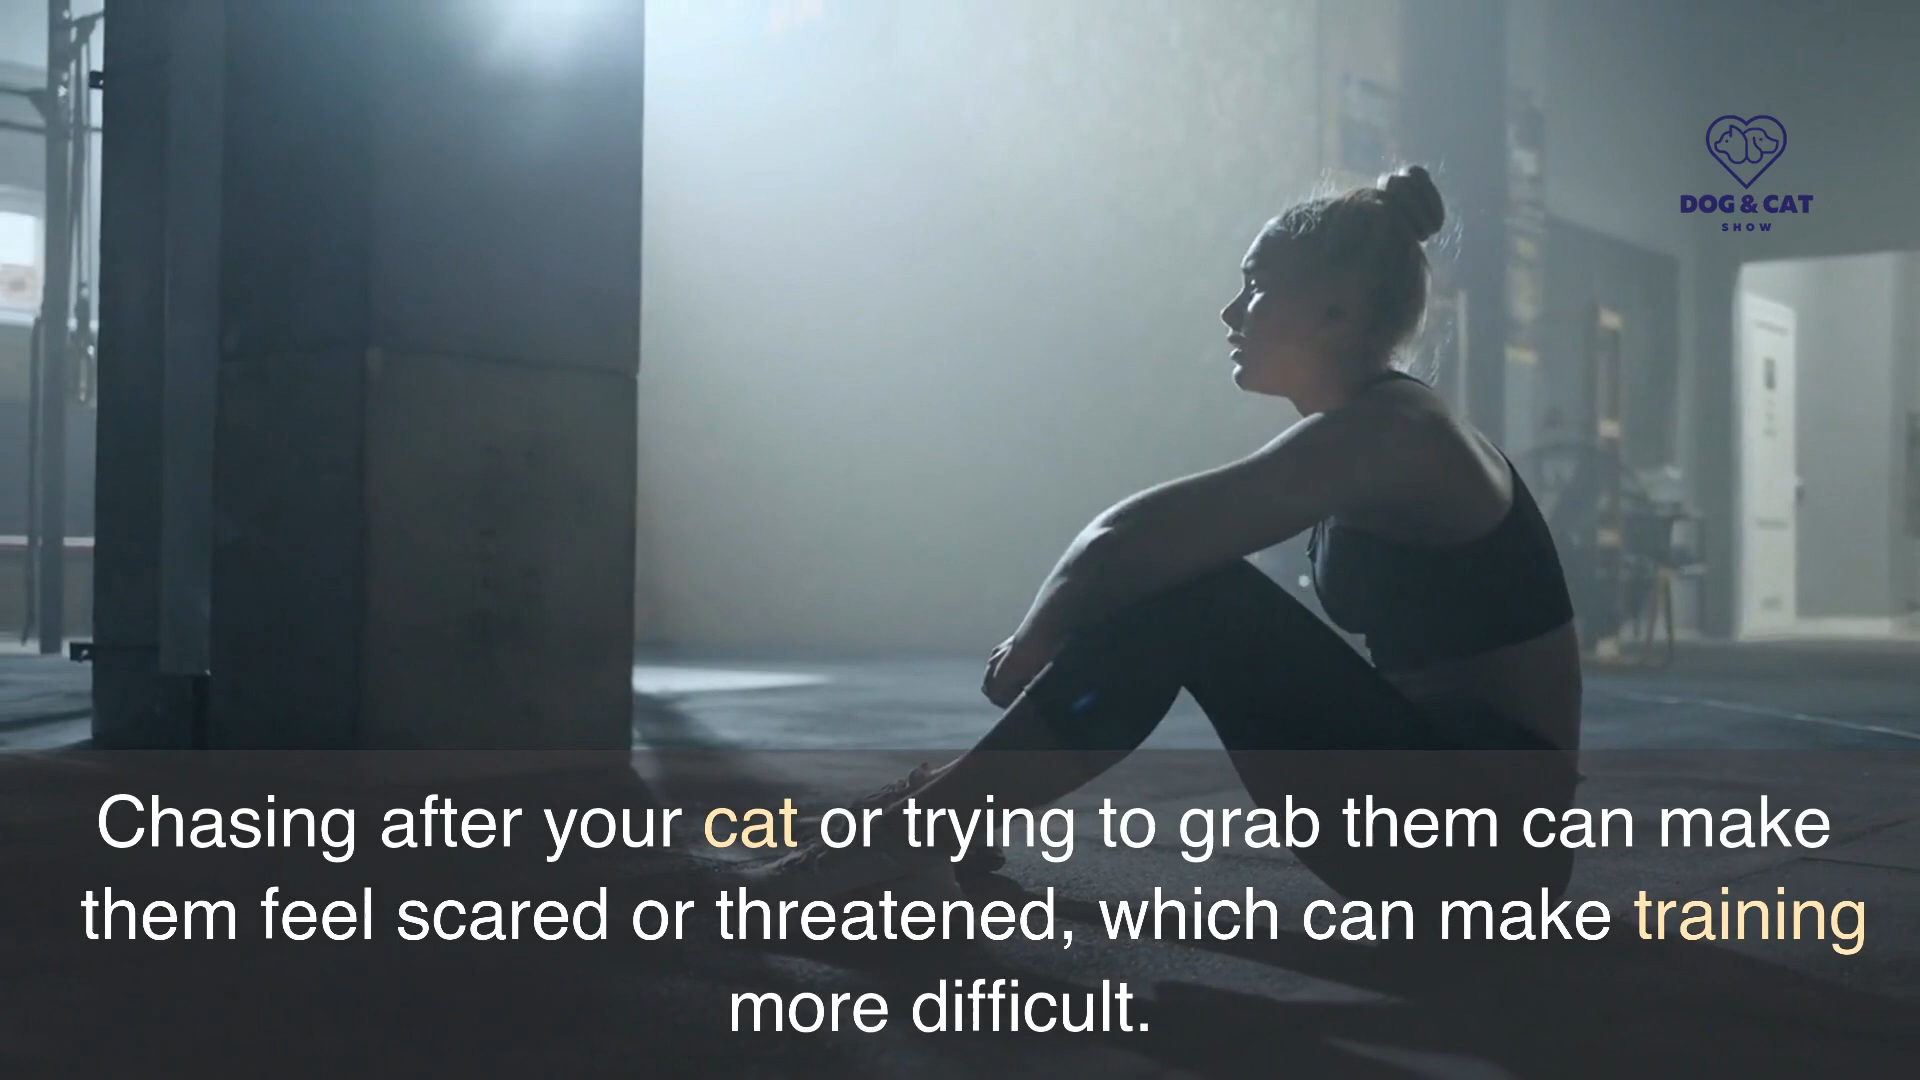 DOG & CAT
SHOW
Chasing after your cat or trying to grab them can make
them feel scared or threatened, which can make training
more difficult.